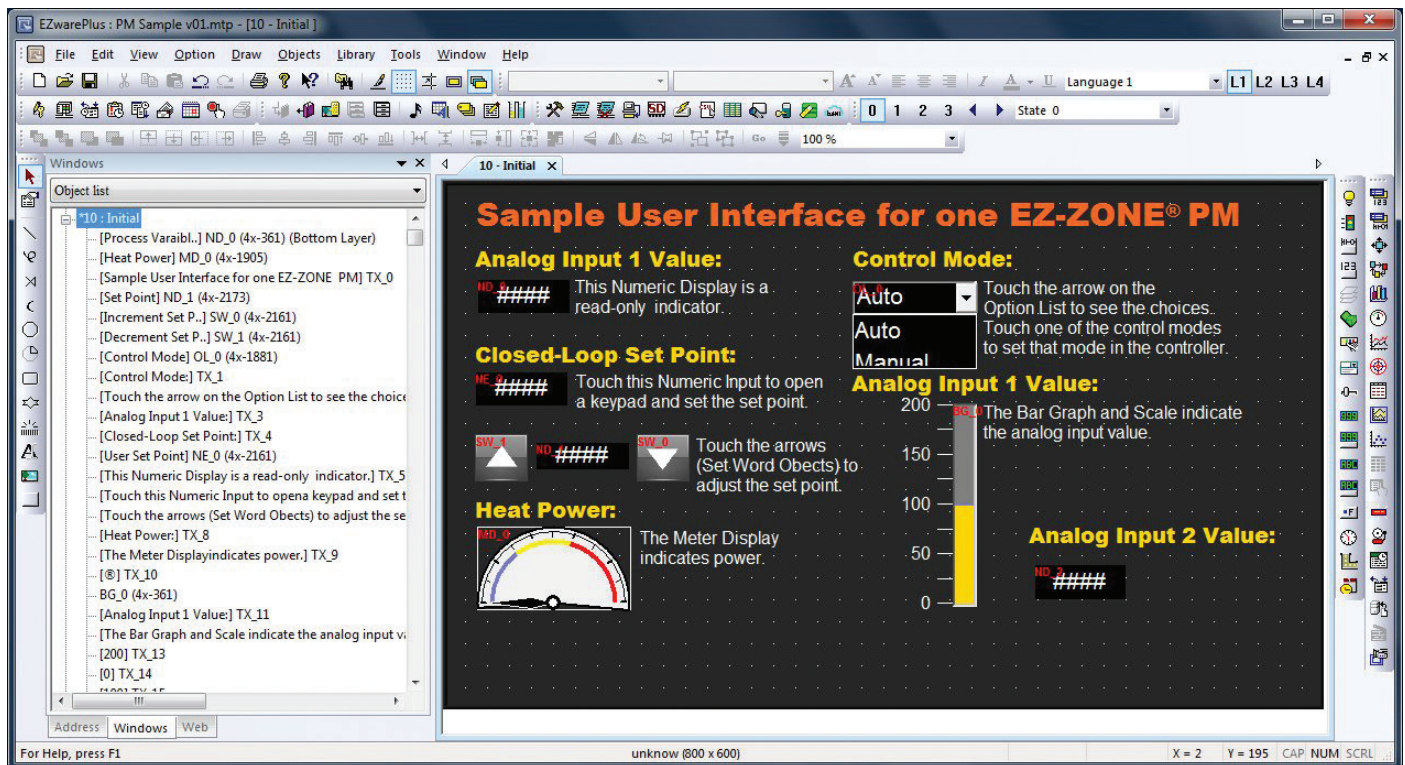 EZwarePlus : PM Sample v01.mtp - [10 - Initial ]
File Edit View Option Draw Objects Library Tools Window Help
Language 1 L1 L2 L3 L4
0 1 2 3 State 0
Go 100 %
Windows
10 - Initial
Object list
*10 : Initial
[Process Varaibl..] ND_0 (4x-361) (Bottom Layer)
[Heat Power] MD_0 (4x-1905)
[Sample User Interface for one EZ-ZONE PM] TX_0
[Set Point] ND_1 (4x-2173)
[Increment Set P..] SW_0 (4x-2161)
[Decrement Set P..] SW_1 (4x-2161)
[Control Mode] OL_0 (4x-1881)
[Control Mode:] TX_1
[Touch the arrow on the Option List to see the choice
[Analog Input 1 Value:] TX_3
[Closed-Loop Set Point:] TX_4
[User Set Point] NE_0 (4x-2161)
[This Numeric Display is a read-only indicator.] TX_5
[Touch this Numeric Input to opena keypad and set t
[Touch the arrows (Set Word Obects) to adjust the se
[Heat Power:] TX_8
[The Meter Displayindicates power.] TX_9
[®] TX_10
BG_0 (4x-361)
[Analog Input 1 Value:] TX_11
[The Bar Graph and Scale indicate the analog input va
[200] TX_13
[0] TX_14
[100] TX_15
Address Windows Web
Sample User Interface for one EZ-ZONE® PM
Analog Input 1 Value:
ND_0
####
This Numeric Display is a
read-only indicator.
Closed-Loop Set Point:
NE_0
####
Touch this Numeric Input to open
a keypad and set the set point.
SW_1
ND_1
####
SW_0
Touch the arrows
(Set Word Obects) to
adjust the set point.
Heat Power:
MD_0
The Meter Display
indicates power.
Control Mode:
OL_0
Auto
Auto
Manual
Touch the arrow on the
Option List to see the choices.
Touch one of the control modes
to set that mode in the controller.
Analog Input 1 Value:
200
150
100
50
0
BG_0
The Bar Graph and Scale indicate
the analog input value.
Analog Input 2 Value:
ND_2
####
For Help, press F1
unknow (800 x 600)
X = 2 Y = 195 CAP NUM SCRL